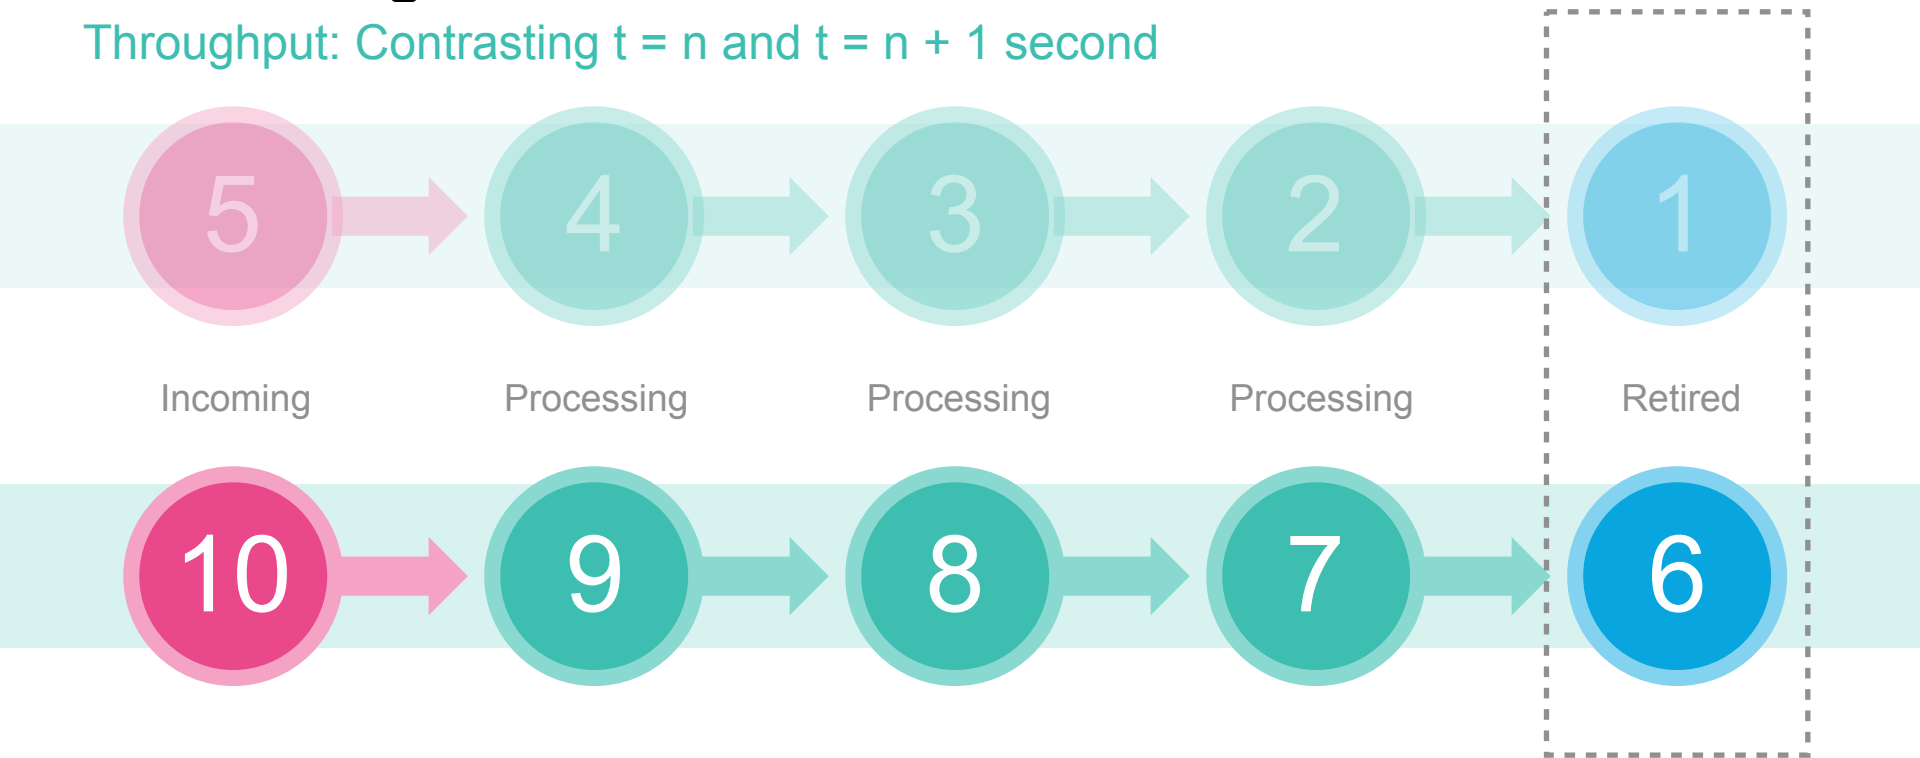 Throughput: Contrasting t = n and t = n + 1 second
5 4 3 2 1
Incoming Processing Processing Processing Retired
10 9 8 7 6